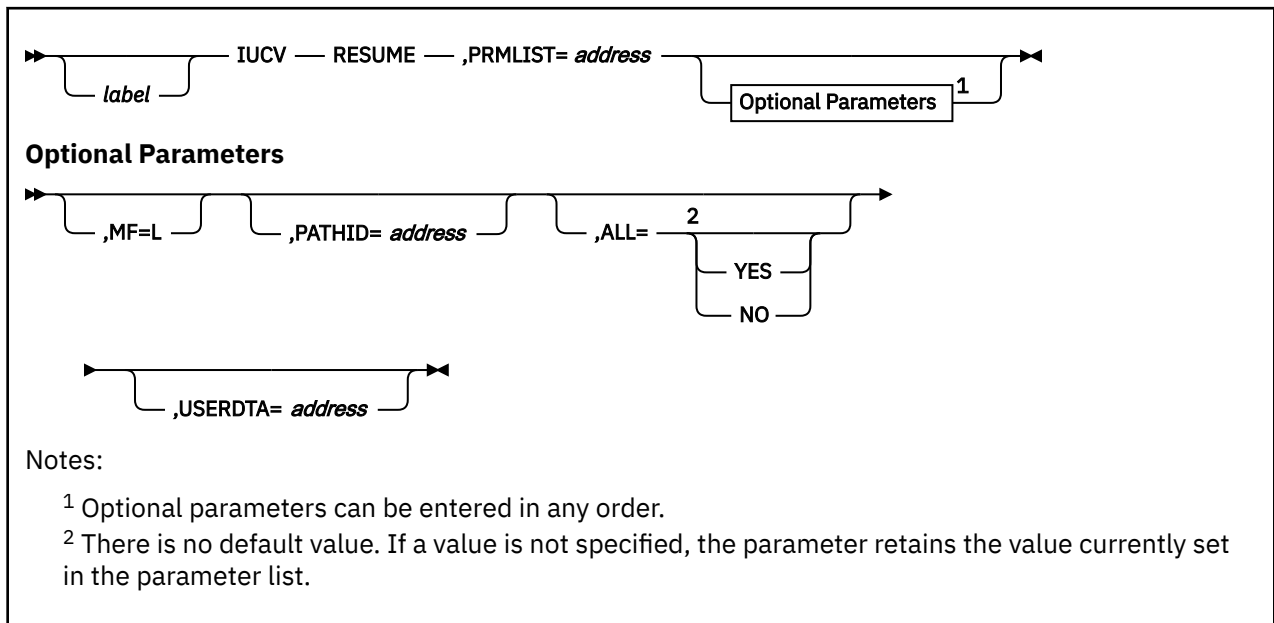 IUCV RESUME ,PRMLIST= address
label
Optional Parameters 1
Optional Parameters
,MF=L ,PATHID= address ,ALL= 2
YES
NO
,USERDTA= address
Notes:
1 Optional parameters can be entered in any order.
2 There is no default value. If a value is not specified, the parameter retains the value currently set
in the parameter list.